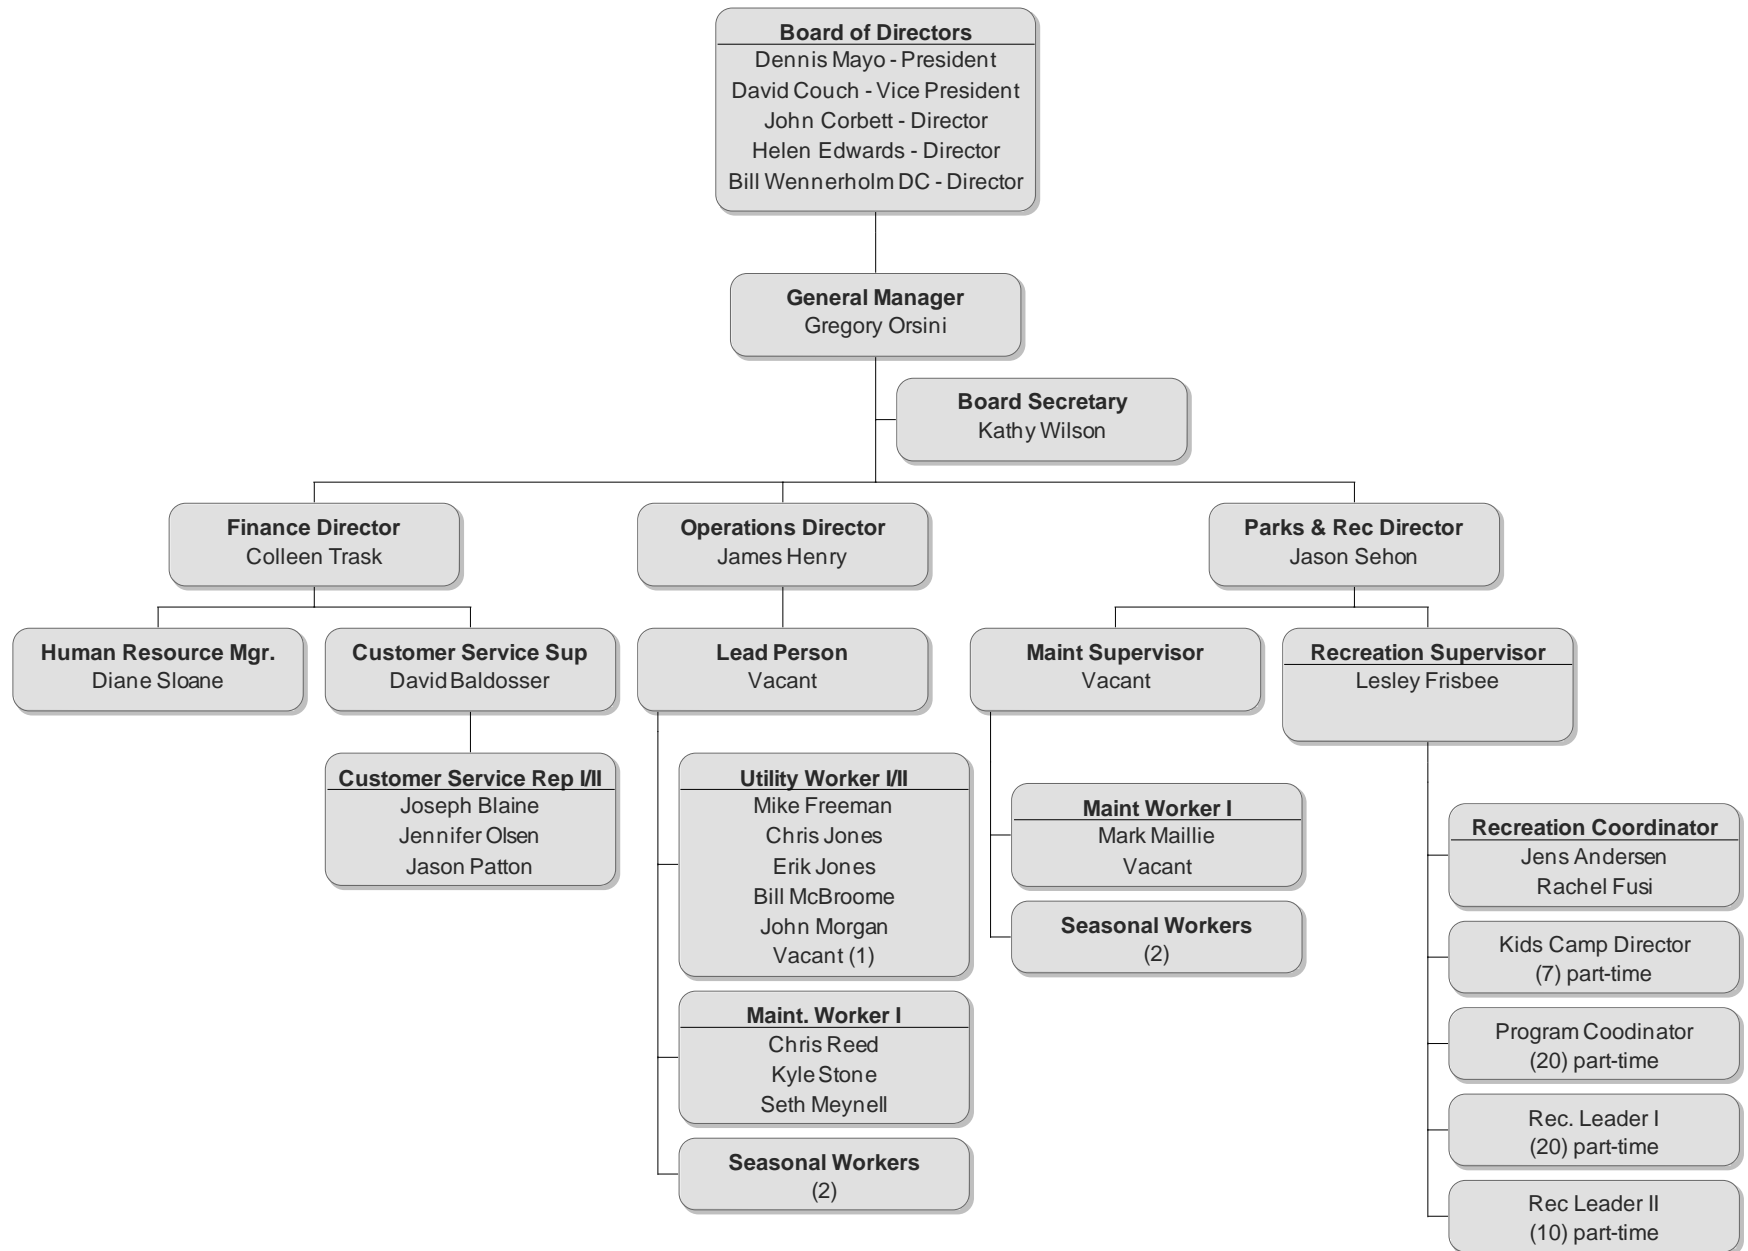 Board of Directors
Dennis Mayo - President
David Couch - Vice President
John Corbett - Director
Helen Edwards - Director
Bill Wennerholm DC - Director
General Manager
Gregory Orsini
Board Secretary
Kathy Wilson
Finance Director
Colleen Trask
Operations Director
James Henry
Parks & Rec Director
Jason Sehon
Human Resource Mgr.
Diane Sloane
Customer Service Sup
David Baldosser
Lead Person
Vacant
Maint Supervisor
Vacant
Recreation Supervisor
Lesley Frisbee
Customer Service Rep I/II
Joseph Blaine
Jennifer Olsen
Jason Patton
Utility Worker I/II
Mike Freeman
Chris Jones
Erik Jones
Bill McBroome
John Morgan
Vacant (1)
Maint. Worker I
Chris Reed
Kyle Stone
Seth Meynell
Seasonal Workers
(2)
Maint Worker I
Mark Maillie
Vacant
Seasonal Workers
(2)
Recreation Coordinator
Jens Andersen
Rachel Fusi
Kids Camp Director
(7) part-time
Program Coodinator
(20) part-time
Rec. Leader I
(20) part-time
Rec Leader II
(10) part-time